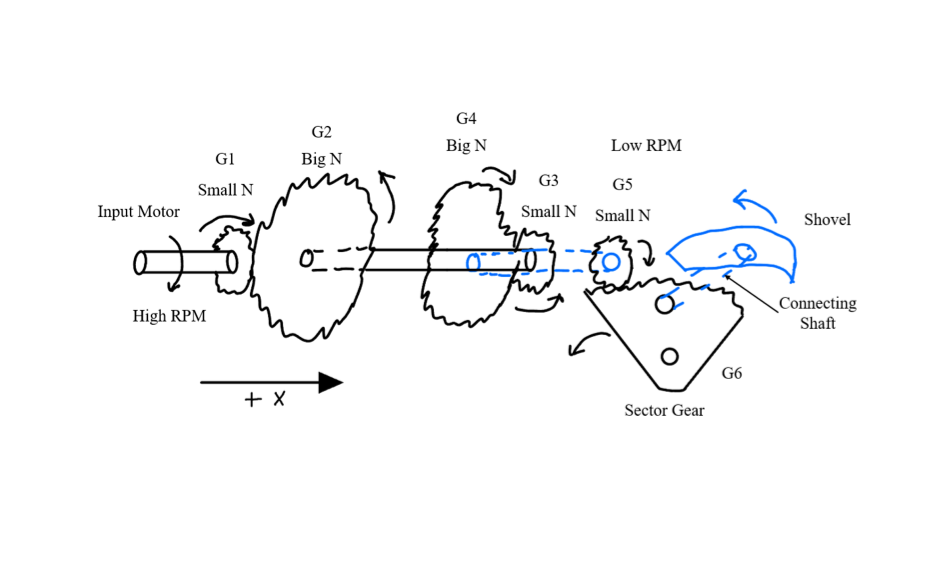 G4
G2
Big N
Low RPM
G1
Big N
G3
G5
Small N
Input Motor
Small N
Small N
Shovel
High RPM
Connecting
Shaft
G6
+ X
Sector Gear